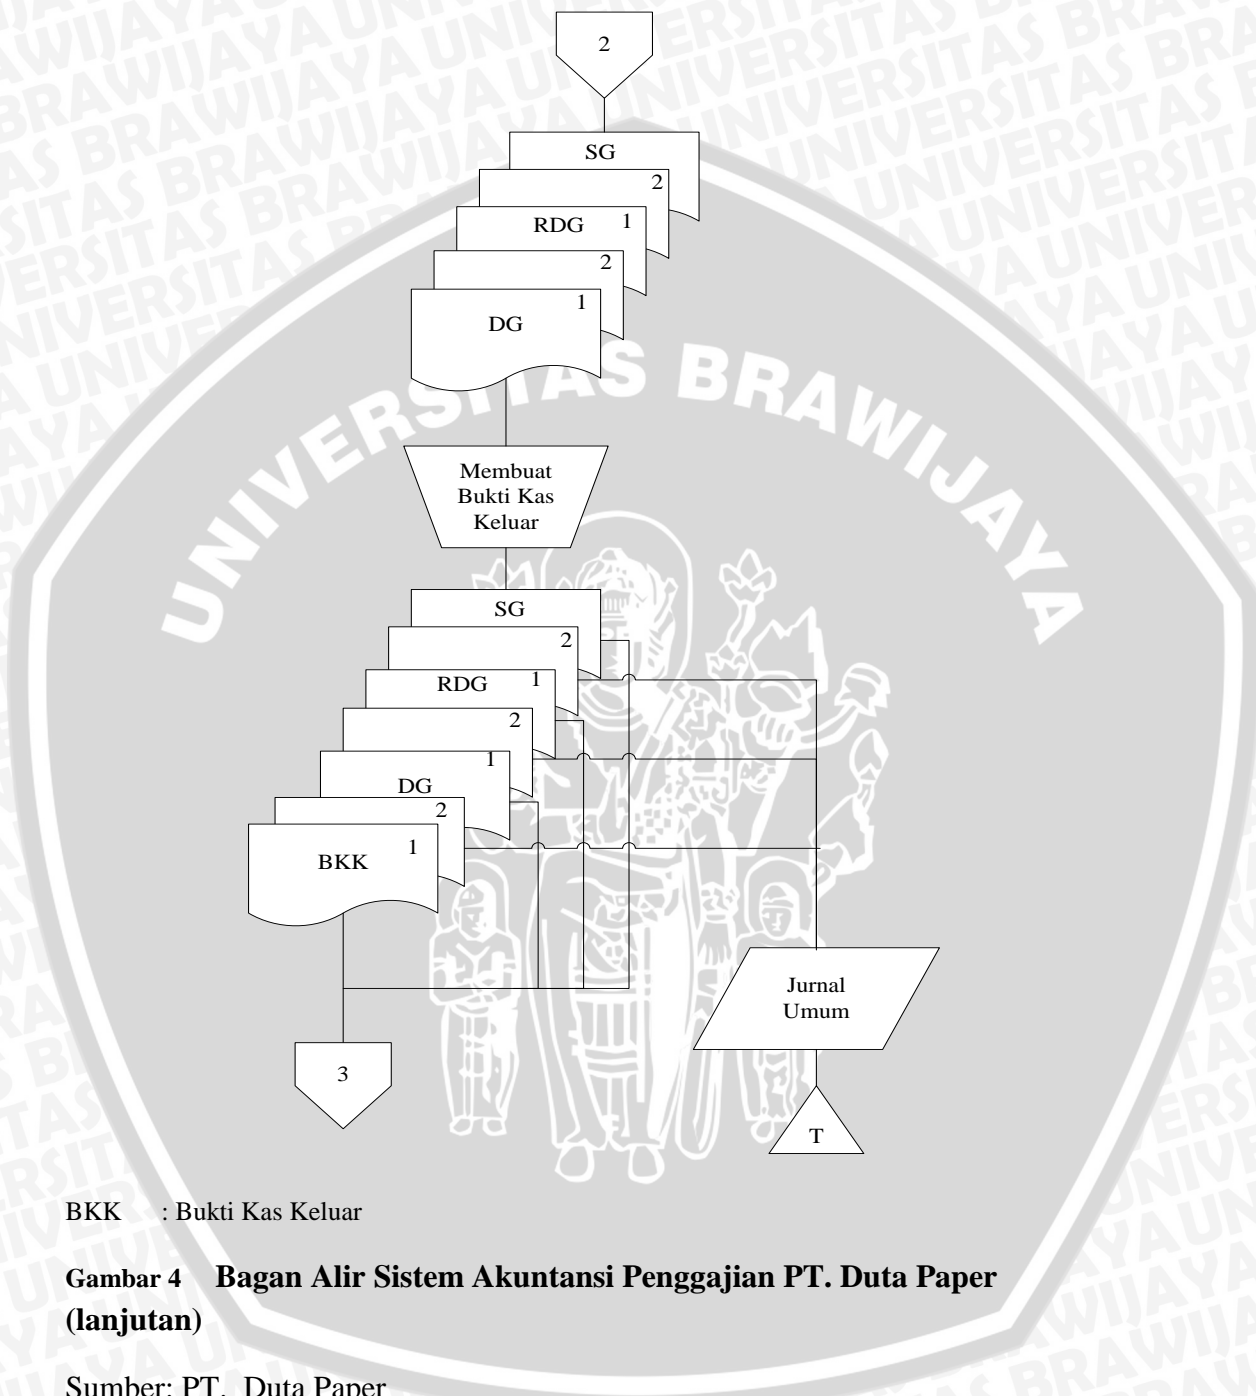 2
SG
2
RDG 1
2
1
DG
Membuat
Bukti Kas
Keluar
SG
2
RDG 1
2
1
DG
2
BKK 1
Jurnal
Umum
3
T
UNIVERSITAS BRAWIJAYA
BKK : Bukti Kas Keluar
Gambar 4 Bagan Alir Sistem Akuntansi Penggajian PT. Duta Paper
(lanjutan)
Sumber: PT. Duta Paper